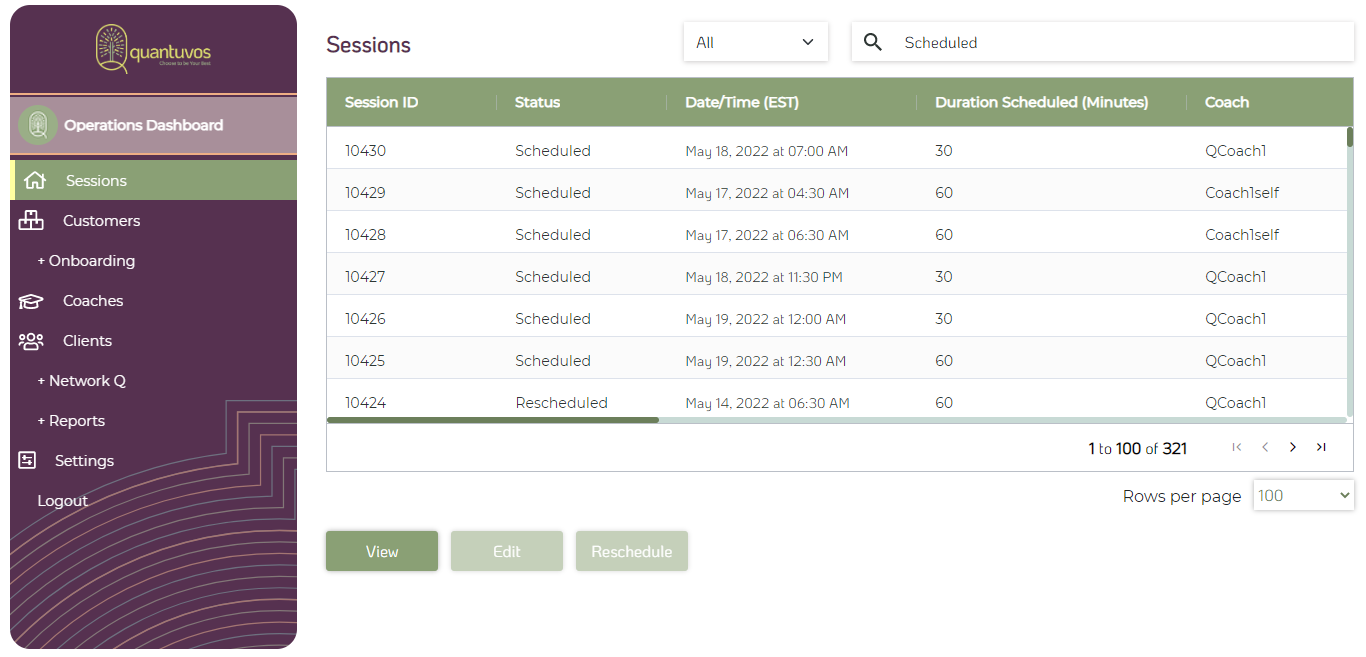 quantuvos
Choose to be Your Best
Operations Dashboard
Sessions
Customers
+ Onboarding
Coaches
Clients
+ Network Q
+ Reports
Settings
Logout
Sessions
All
Scheduled
Session ID Status Date/Time (EST) Duration Scheduled (Minutes) Coach
10430 Scheduled May 18, 2022 at 07:00 AM 30 QCoach1
10429 Scheduled May 17, 2022 at 04:30 AM 60 Coach1self
10428 Scheduled May 17, 2022 at 06:30 AM 60 Coach1self
10427 Scheduled May 18, 2022 at 11:30 PM 30 QCoach1
10426 Scheduled May 19, 2022 at 12:00 AM 30 QCoach1
10425 Scheduled May 19, 2022 at 12:30 AM 60 QCoach1
10424 Rescheduled May 14, 2022 at 06:30 AM 60 QCoach1
1 to 100 of 321
Rows per page 100
View Edit Reschedule